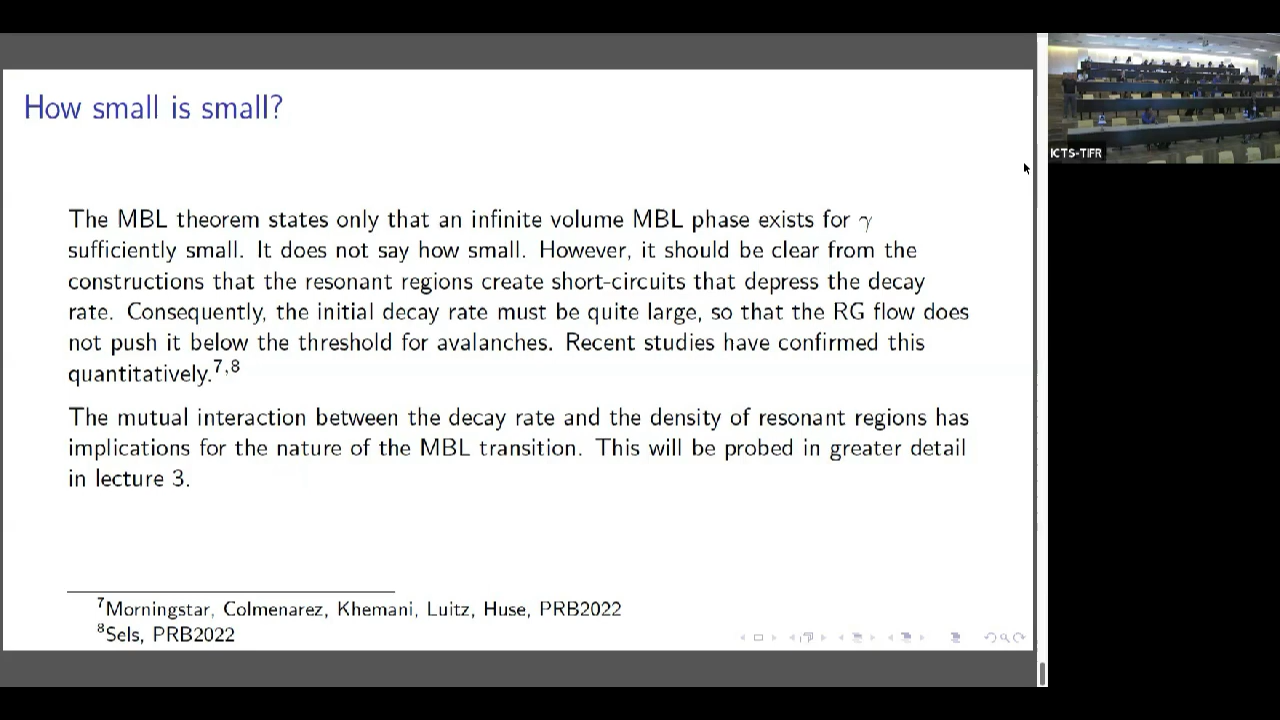 How small is small?
The MBL theorem states only that an infinite volume MBL phase exists for γ
sufficiently small. It does not say how small. However, it should be clear from the
constructions that the resonant regions create short-circuits that depress the decay
rate. Consequently, the initial decay rate must be quite large, so that the RG flow does
not push it below the threshold for avalanches. Recent studies have confirmed this
quantitatively.⁷,⁸
The mutual interaction between the decay rate and the density of resonant regions has
implications for the nature of the MBL transition. This will be probed in greater detail
in lecture 3.
⁷Morningstar, Colmenarez, Khemani, Luitz, Huse, PRB2022
⁸Sels, PRB2022
ICTS-TIFR